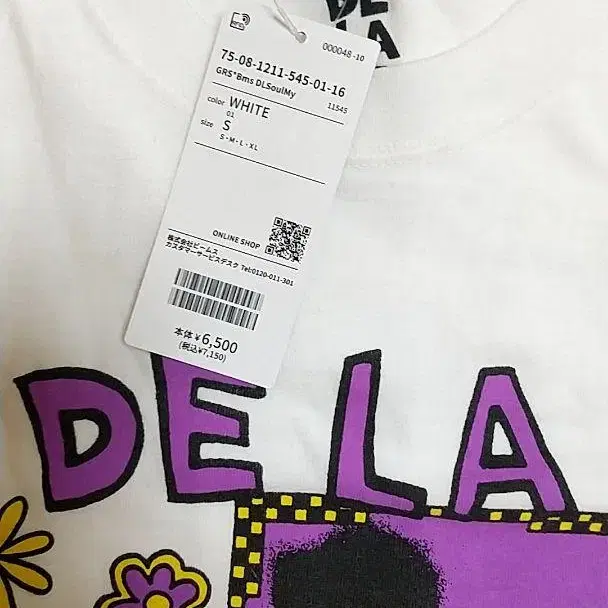 DE
LA
000048-10
75-08-1211-545-01-16
GRS*Bms DLSoulMy
11545
color WHITE
01
size S
S・M・L・XL
ONLINE SHOP
株式会社ビームス
カスタマーサービスデスク Tel:0120-011-301
本体 ¥6,500
(税込¥7,150)
DE LA